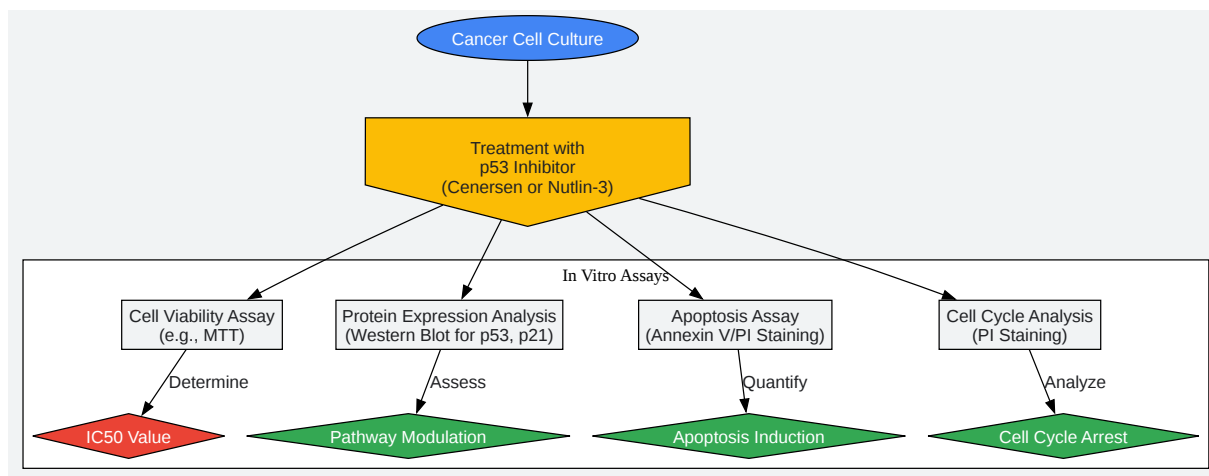 Cancer Cell Culture
Treatment with
p53 Inhibitor
(Cenersen or Nutlin-3)
In Vitro Assays
Cell Viability Assay
(e.g., MTT)
Protein Expression Analysis
(Western Blot for p53, p21)
Apoptosis Assay
(Annexin V/PI Staining)
Cell Cycle Analysis
(PI Staining)
Determine
Assess
Quantify
Analyze
IC50 Value
Pathway Modulation
Apoptosis Induction
Cell Cycle Arrest